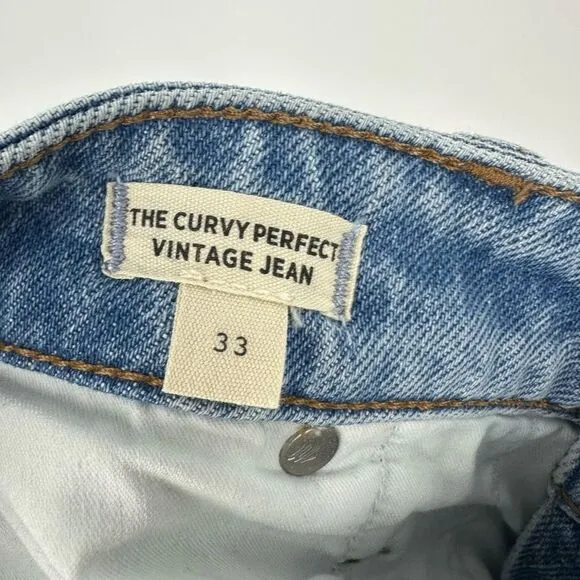 THE CURVY PERFECT
VINTAGE JEAN
33